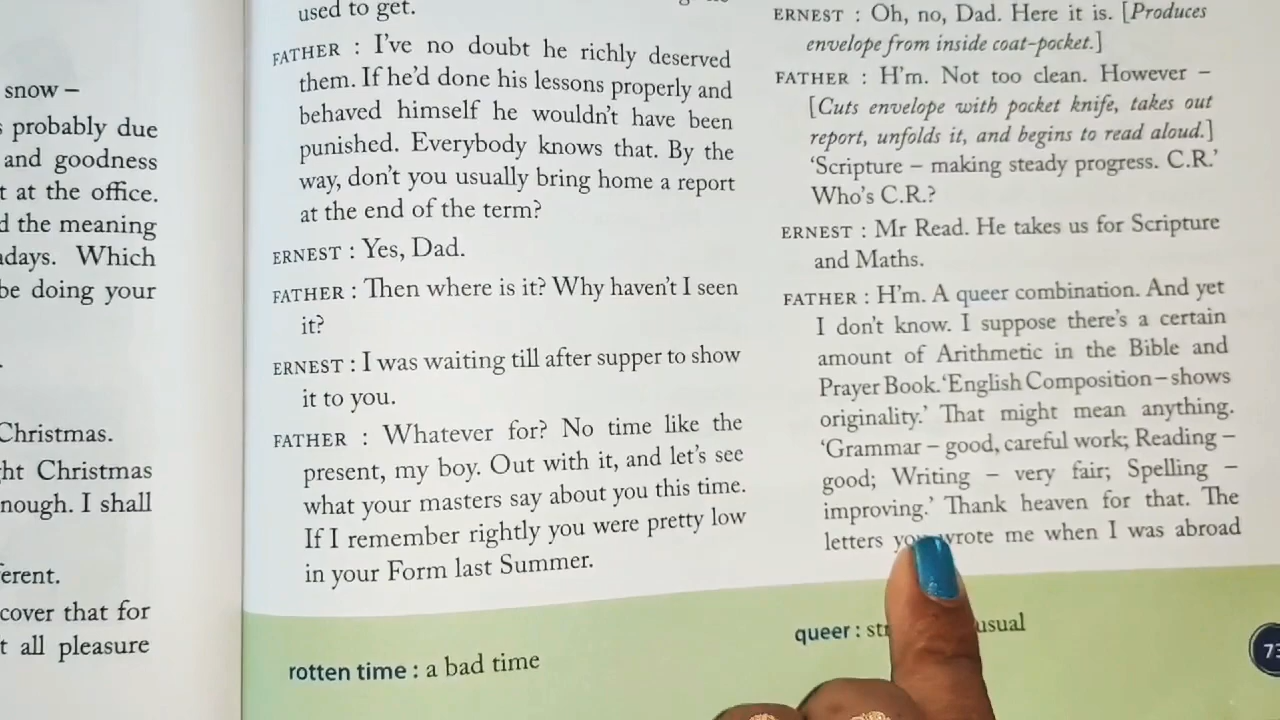 snow –
probably due
and goodness
t at the office.
d the meaning
adays. Which
be doing your
Christmas.
ht Christmas
nough. I shall
erent.
cover that for
t all pleasure
used to get.
FATHER : I've no doubt he richly deserved
them. If he'd done his lessons properly and
behaved himself he wouldn't have been
punished. Everybody knows that. By the
way, don't you usually bring home a report
at the end of the term?
ERNEST : Yes, Dad.
FATHER : Then where is it? Why haven't I seen
it?
ERNEST : I was waiting till after supper to show
it to you.
FATHER : Whatever for? No time like the
present, my boy. Out with it, and let's see
what your masters say about you this time.
If I remember rightly you were pretty low
in your Form last Summer.
rotten time : a bad time
ERNEST : Oh, no, Dad. Here it is. [Produces
envelope from inside coat-pocket.]
FATHER : H'm. Not too clean. However –
[Cuts envelope with pocket knife, takes out
report, unfolds it, and begins to read aloud.]
‘Scripture – making steady progress. C.R.’
Who's C.R.?
ERNEST : Mr Read. He takes us for Scripture
and Maths.
FATHER : H'm. A queer combination. And yet
I don't know. I suppose there's a certain
amount of Arithmetic in the Bible and
Prayer Book.‘English Composition – shows
originality.’ That might mean anything.
‘Grammar – good, careful work; Reading –
good; Writing – very fair; Spelling –
improving.’ Thank heaven for that. The
letters you wrote me when I was abroad
queer : str usual
73